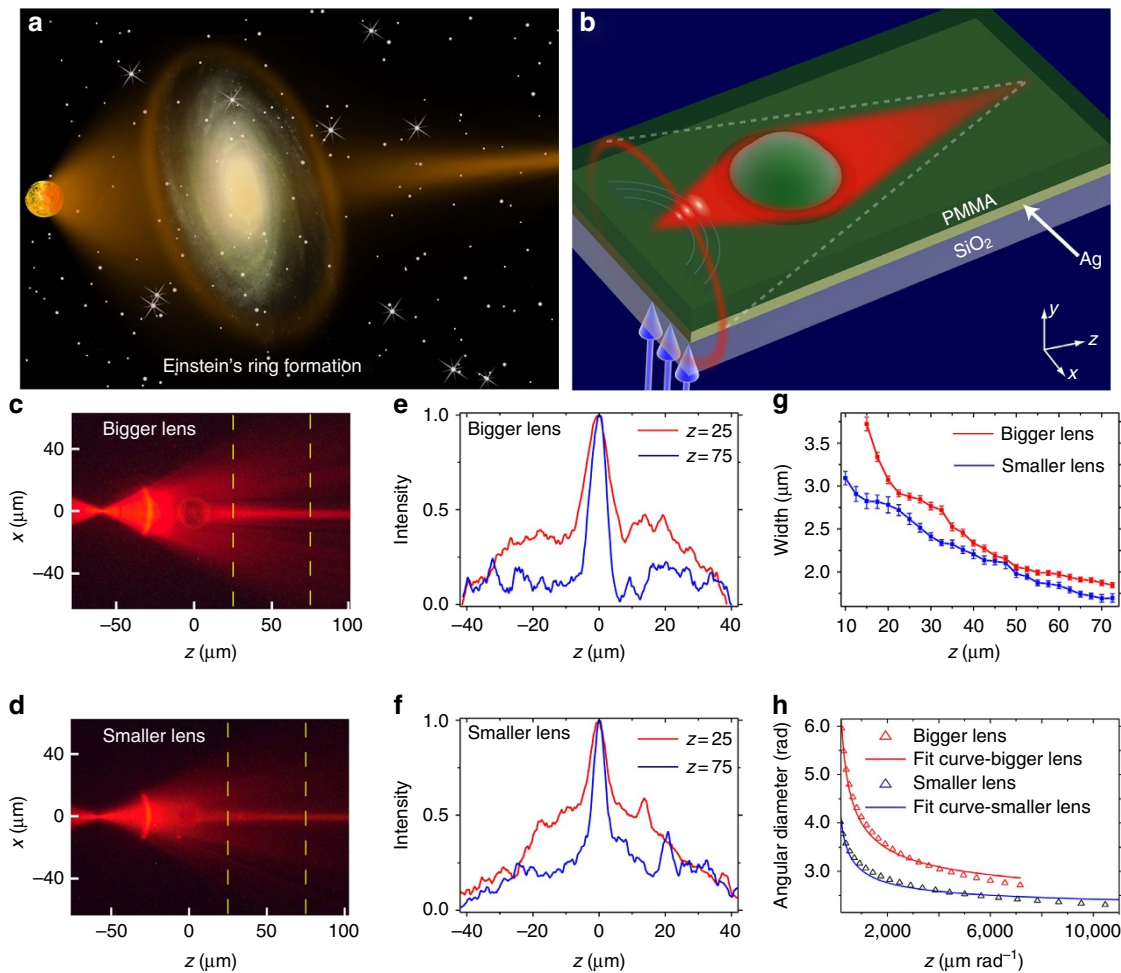 a
Einstein’s ring formation
b
PMMA
SiO₂
Ag
y
z
x
c
Bigger lens
x (μm)
40
0
−40
−50
0
50
100
z (μm)
e
Bigger lens
z = 25
z = 75
Intensity
1.0
0.5
0.0
−40
−20
0
20
40
z (μm)
g
Bigger lens
Smaller lens
Width (μm)
3.5
3.0
2.5
2.0
10
20
30
40
50
60
70
z (μm)
d
Smaller lens
x (μm)
40
0
−40
−50
0
50
100
z (μm)
f
Smaller lens
z = 25
z = 75
Intensity
1.0
0.5
0.0
−40
−20
0
20
40
z (μm)
h
Bigger lens
Fit curve-bigger lens
Smaller lens
Fit curve-smaller lens
Angular diameter (rad)
6.0
5.0
4.0
3.0
2,000
6,000
10,000
z (μm rad⁻¹)